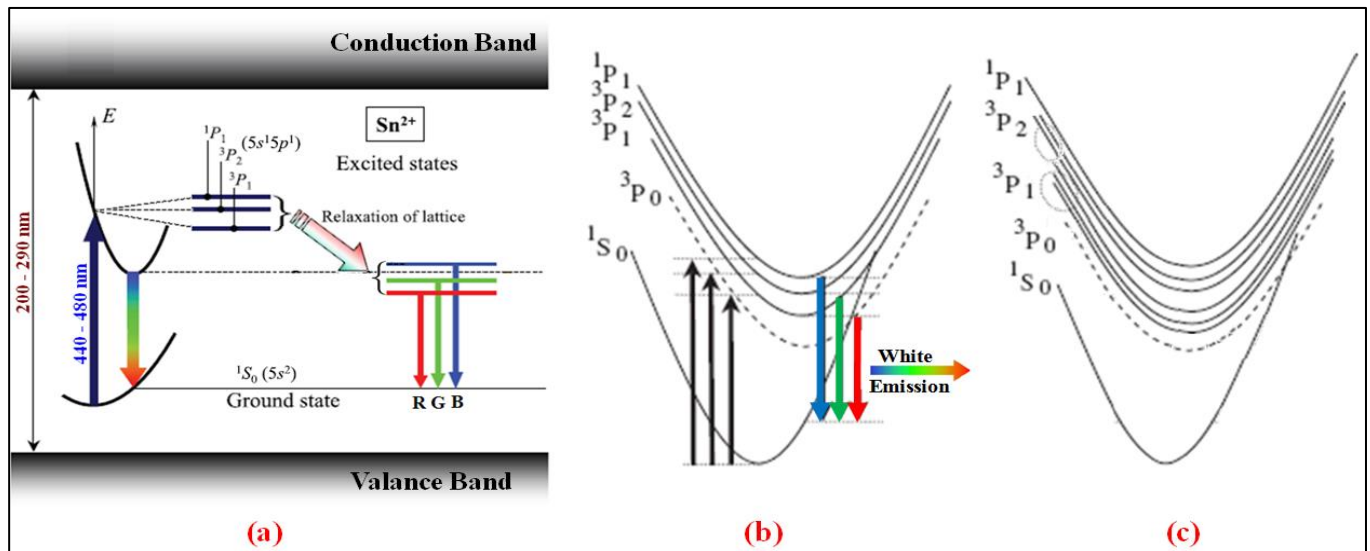 Conduction Band
E
Sn²⁺
¹P₁
³P₂ (5s¹5p¹)
³P₁
Excited states
Relaxation of lattice
200 - 290 nm
440 - 480 nm
¹S₀ (5s²)
Ground state
R G B
Valance Band
(a)
¹P₁
³P₂
³P₁
³P₀
¹S₀
White
Emission
(b)
¹P₁
³P₂
³P₁
³P₀
¹S₀
(c)